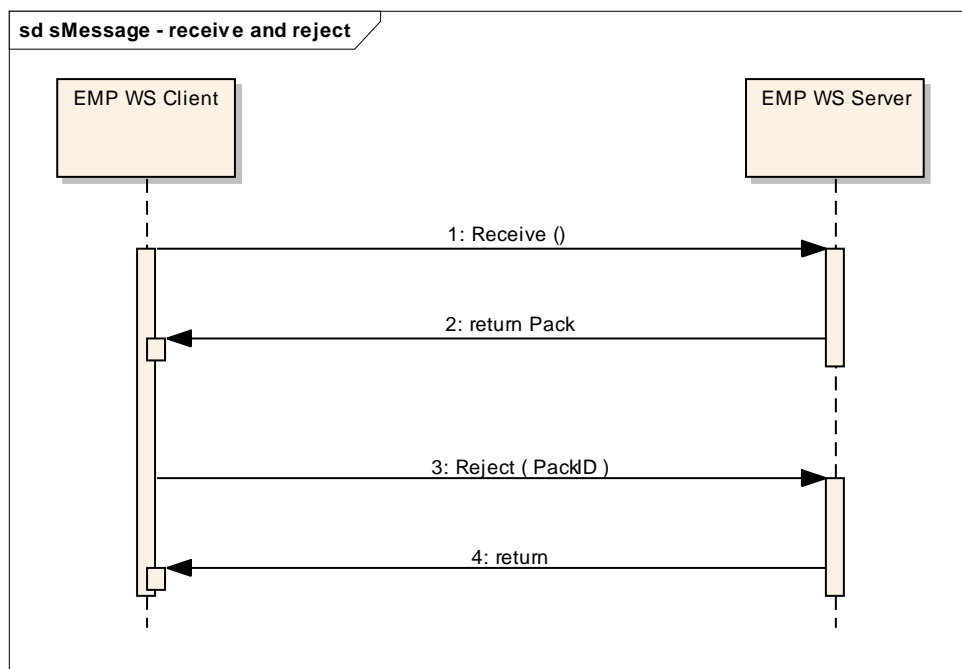 sd sMessage - receive and reject
EMP WS Client
EMP WS Server
1: Receive ()
2: return Pack
3: Reject ( PackID )
4: return